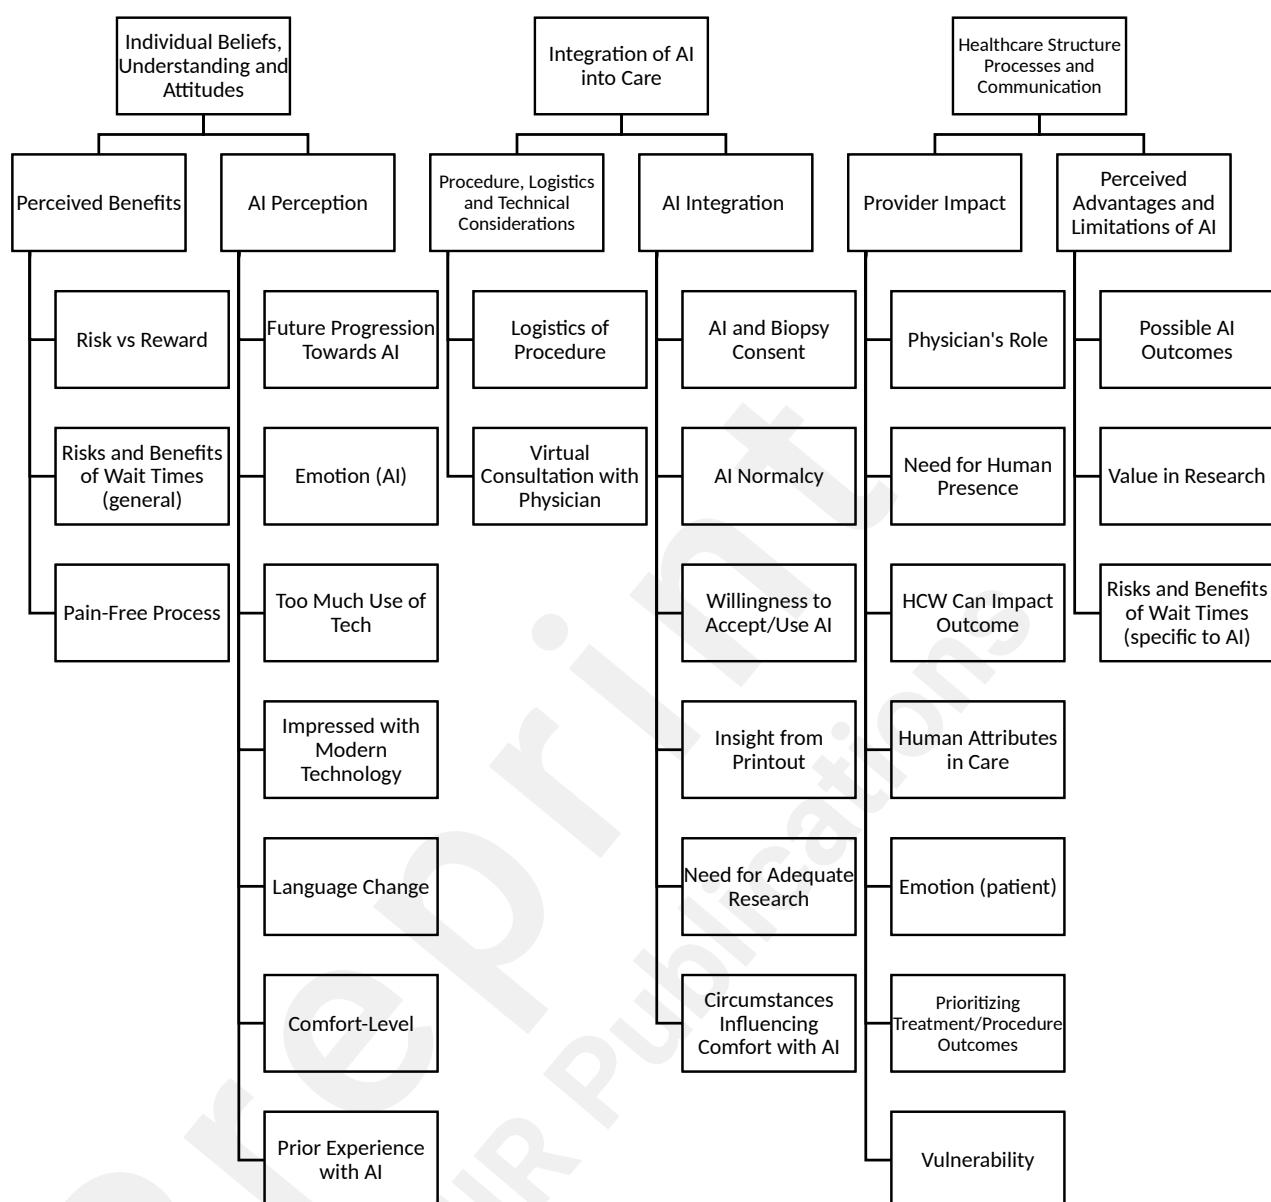 Individual Beliefs,
Understanding and
Attitudes
Integration of AI
into Care
Healthcare Structure
Processes and
Communication
Perceived Benefits
AI Perception
Procedure, Logistics
and Technical
Considerations
AI Integration
Provider Impact
Perceived
Advantages and
Limitations of AI
Risk vs Reward
Future Progression
Towards AI
Logistics of
Procedure
AI and Biopsy
Consent
Physician's Role
Possible AI
Outcomes
Risks and Benefits
of Wait Times
(general)
Emotion (AI)
Virtual
Consultation with
Physician
AI Normalcy
Need for Human
Presence
Value in Research
Pain-Free Process
Too Much Use of
Tech
Willingness to
Accept/Use AI
HCW Can Impact
Outcome
Risks and Benefits
of Wait Times
(specific to AI)
Impressed with
Modern
Technology
Insight from
Printout
Human Attributes
in Care
Language Change
Need for Adequate
Research
Emotion (patient)
Comfort-Level
Circumstances
Influencing
Comfort with AI
Prioritizing
Treatment/Procedure
Outcomes
Prior Experience
with AI
Vulnerability
Preprint
Publications